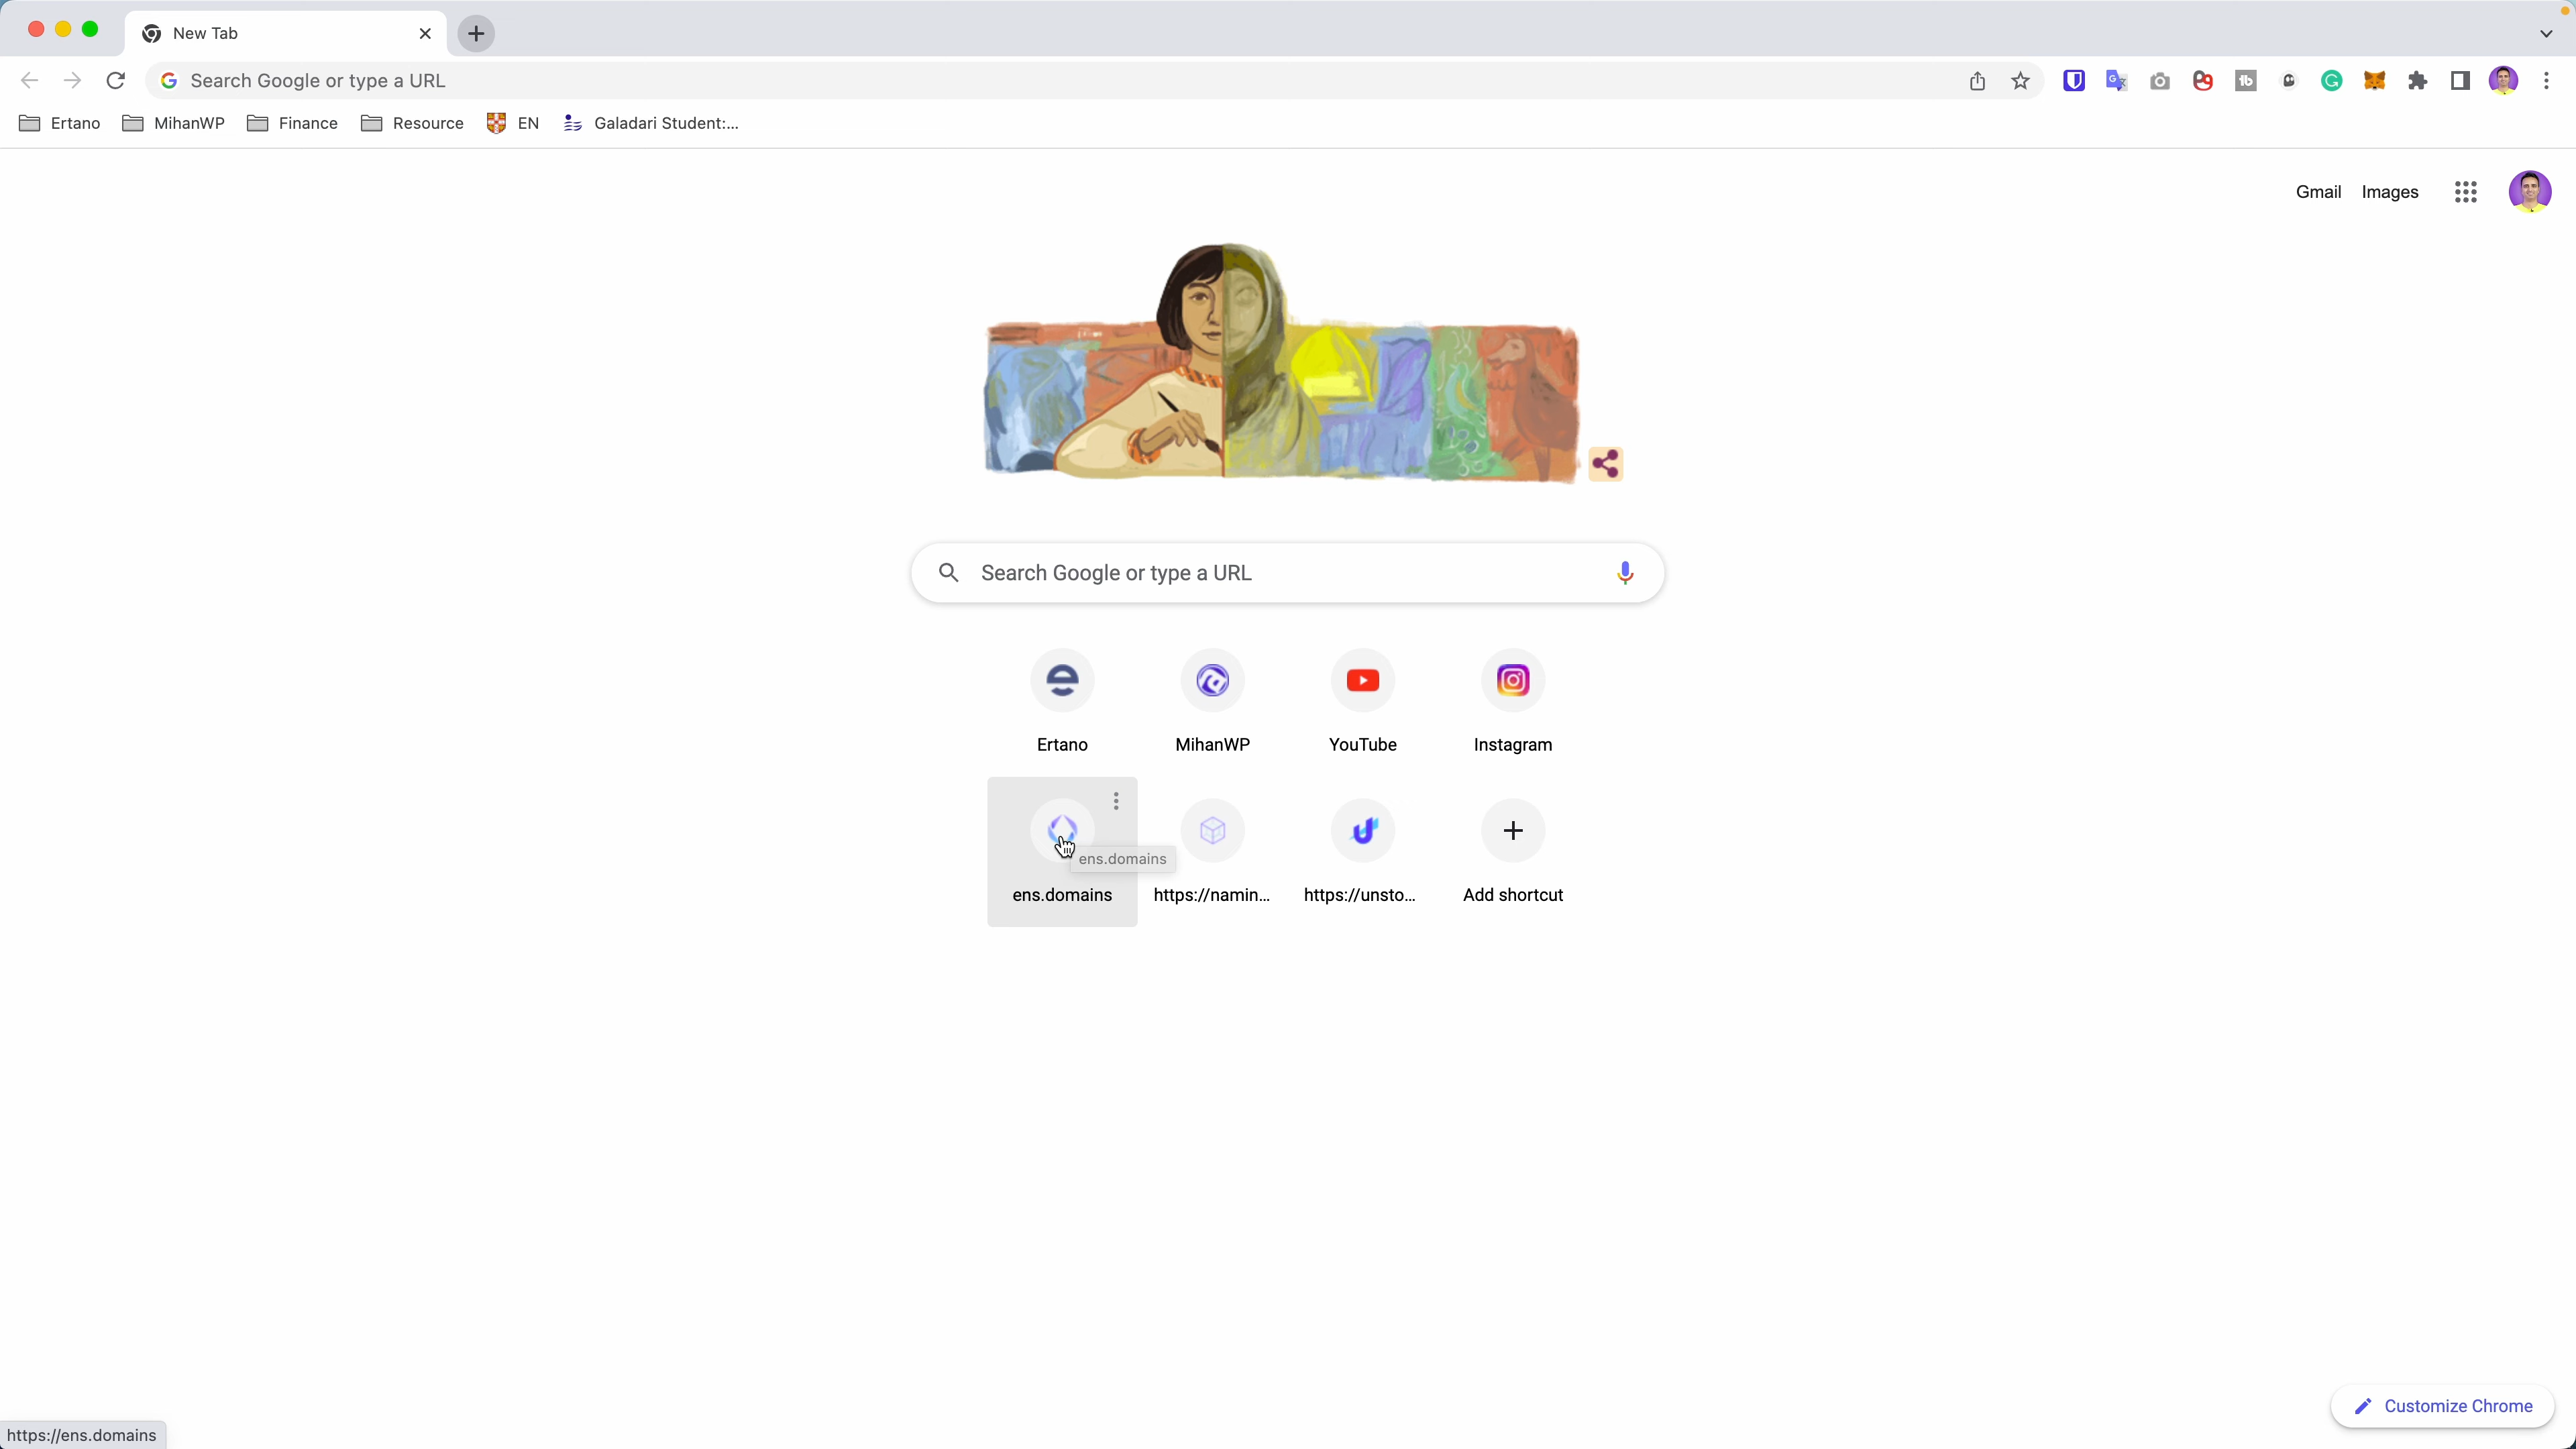 New Tab
Search Google or type a URL
Ertano MihanWP Finance Resource EN Galadari Student:...
Gmail Images
Search Google or type a URL
Ertano MihanWP YouTube Instagram
ens.domains
ens.domains https://namin... https://unsto... Add shortcut
Customize Chrome
https://ens.domains